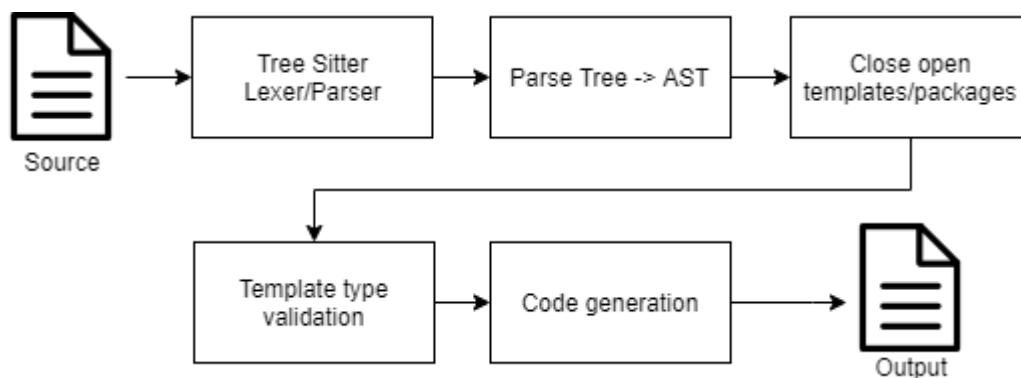 Source
Tree Sitter
Lexer/Parser
Parse Tree -> AST
Close open
templates/packages
Template type
validation
Code generation
Output